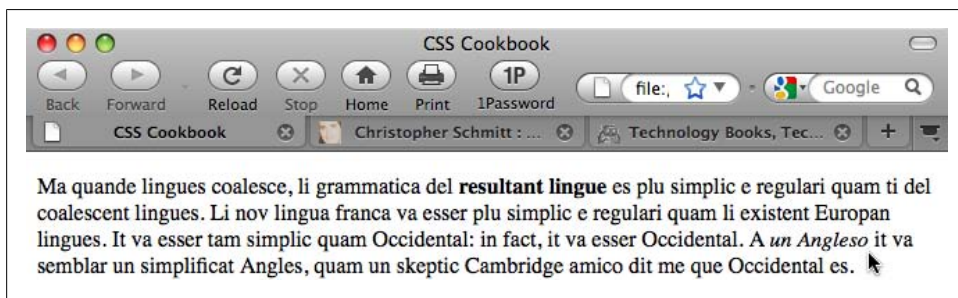 CSS Cookbook
1P
file:,
Google
Back Forward Reload Stop Home Print 1Password
CSS Cookbook Christopher Schmitt : ... Technology Books, Tec...
Ma quande lingues coalesce, li grammatica del resultant lingue es plu simplic e regulari quam ti del
coalescent lingues. Li nov lingua franca va esser plu simplic e regulari quam li existent Europan
lingues. It va esser tam simplic quam Occidental: in fact, it va esser Occidental. A un Angleso it va
semblar un simplificat Angles, quam un skeptic Cambridge amico dit me que Occidental es.